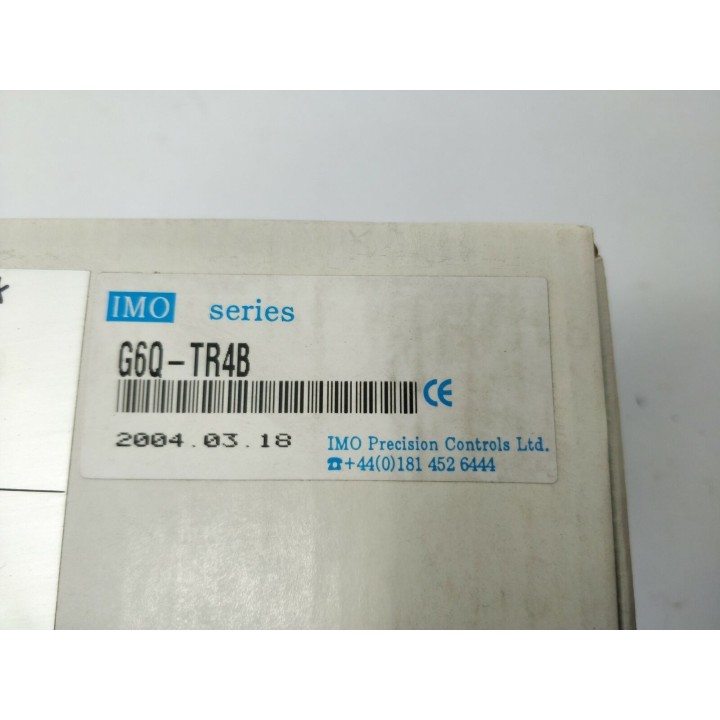 IMO series
G6Q-TR4B
CE
2004.03.18
IMO Precision Controls Ltd.
☎+44(0)181 452 6444